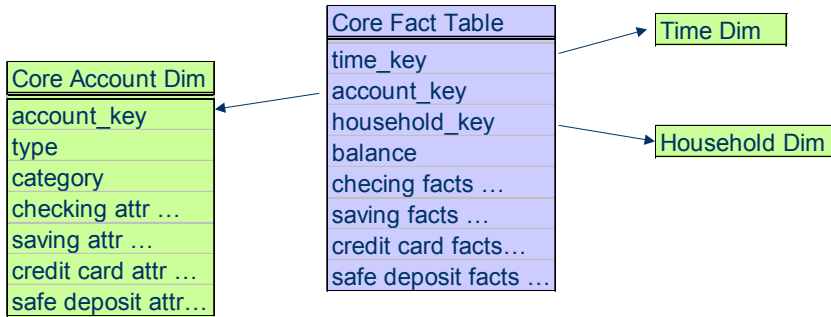 Core Account Dim
account_key
type
category
checking attr …
saving attr …
credit card attr …
safe deposit attr…
Core Fact Table
time_key
account_key
household_key
balance
checing facts …
saving facts …
credit card facts…
safe deposit facts …
Time Dim
Household Dim